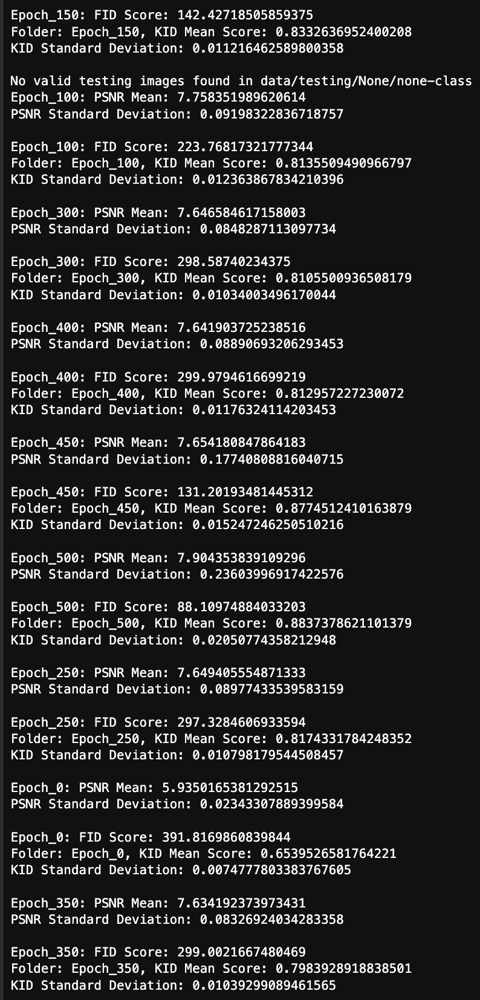 Epoch_150: FID Score: 142.42718505859375
Folder: Epoch_150, KID Mean Score: 0.8332636952400208
KID Standard Deviation: 0.011216462589800358
No valid testing images found in data/testing/None/none-class
Epoch_100: PSNR Mean: 7.758351989620614
PSNR Standard Deviation: 0.09198322836718757
Epoch_100: FID Score: 223.76817321777344
Folder: Epoch_100, KID Mean Score: 0.8135509490966797
KID Standard Deviation: 0.012363867834210396
Epoch_300: PSNR Mean: 7.646584617158003
PSNR Standard Deviation: 0.0848287113097734
Epoch_300: FID Score: 298.58740234375
Folder: Epoch_300, KID Mean Score: 0.8105500936508179
KID Standard Deviation: 0.01034003496170044
Epoch_400: PSNR Mean: 7.641903725238516
PSNR Standard Deviation: 0.08890693206293453
Epoch_400: FID Score: 299.9794616699219
Folder: Epoch_400, KID Mean Score: 0.812957227230072
KID Standard Deviation: 0.01176324114203453
Epoch_450: PSNR Mean: 7.654180847864183
PSNR Standard Deviation: 0.17740808816040715
Epoch_450: FID Score: 131.20193481445312
Folder: Epoch_450, KID Mean Score: 0.8774512410163879
KID Standard Deviation: 0.015247246250510216
Epoch_500: PSNR Mean: 7.904353839109296
PSNR Standard Deviation: 0.23603996917422576
Epoch_500: FID Score: 88.10974884033203
Folder: Epoch_500, KID Mean Score: 0.8837378621101379
KID Standard Deviation: 0.02050774358212948
Epoch_250: PSNR Mean: 7.649405554871333
PSNR Standard Deviation: 0.08977433539583159
Epoch_250: FID Score: 297.3284606933594
Folder: Epoch_250, KID Mean Score: 0.8174331784248352
KID Standard Deviation: 0.010798179544508457
Epoch_0: PSNR Mean: 5.9350165381292515
PSNR Standard Deviation: 0.02343307889399584
Epoch_0: FID Score: 391.8169860839844
Folder: Epoch_0, KID Mean Score: 0.6539526581764221
KID Standard Deviation: 0.0074777803383767605
Epoch_350: PSNR Mean: 7.634192373973431
PSNR Standard Deviation: 0.08326924034283358
Epoch_350: FID Score: 299.0021667480469
Folder: Epoch_350, KID Mean Score: 0.7983928918838501
KID Standard Deviation: 0.01039299089461565